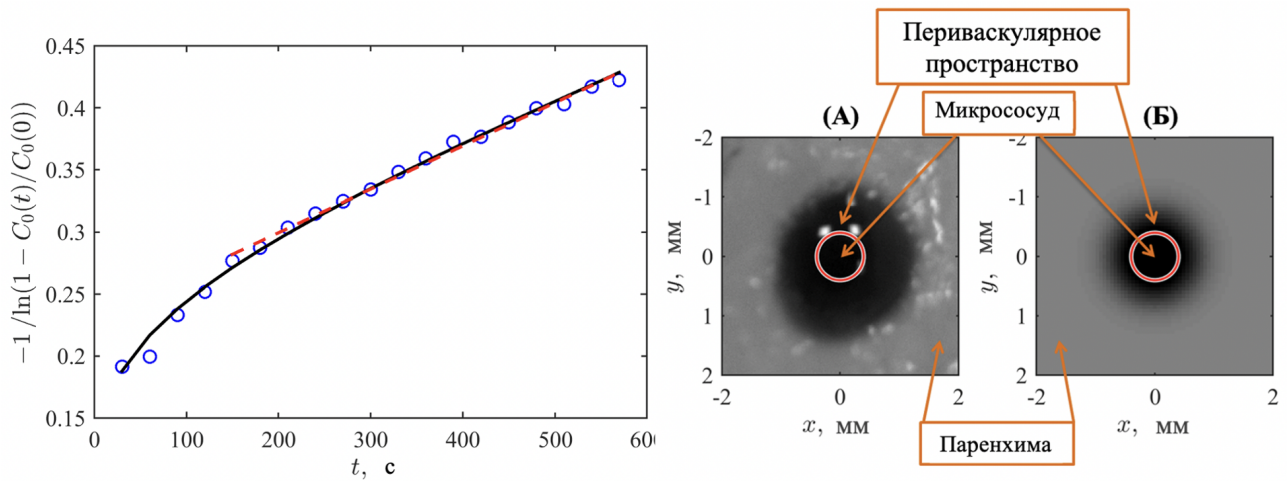 0.45
0.4
0.35
0.3
0.25
0.2
0.15
−1/ln(1 − C₀(t)/C₀(0))
0 100 200 300 400 500 60
t, с
Периваскулярное
пространство
Микрососуд
(А) (Б)
-2 -2
-1 -1
0 0
1 1
2 2
y, мм y, мм
-2 0 2 -2 0 2
x, мм x, мм
Паренхима